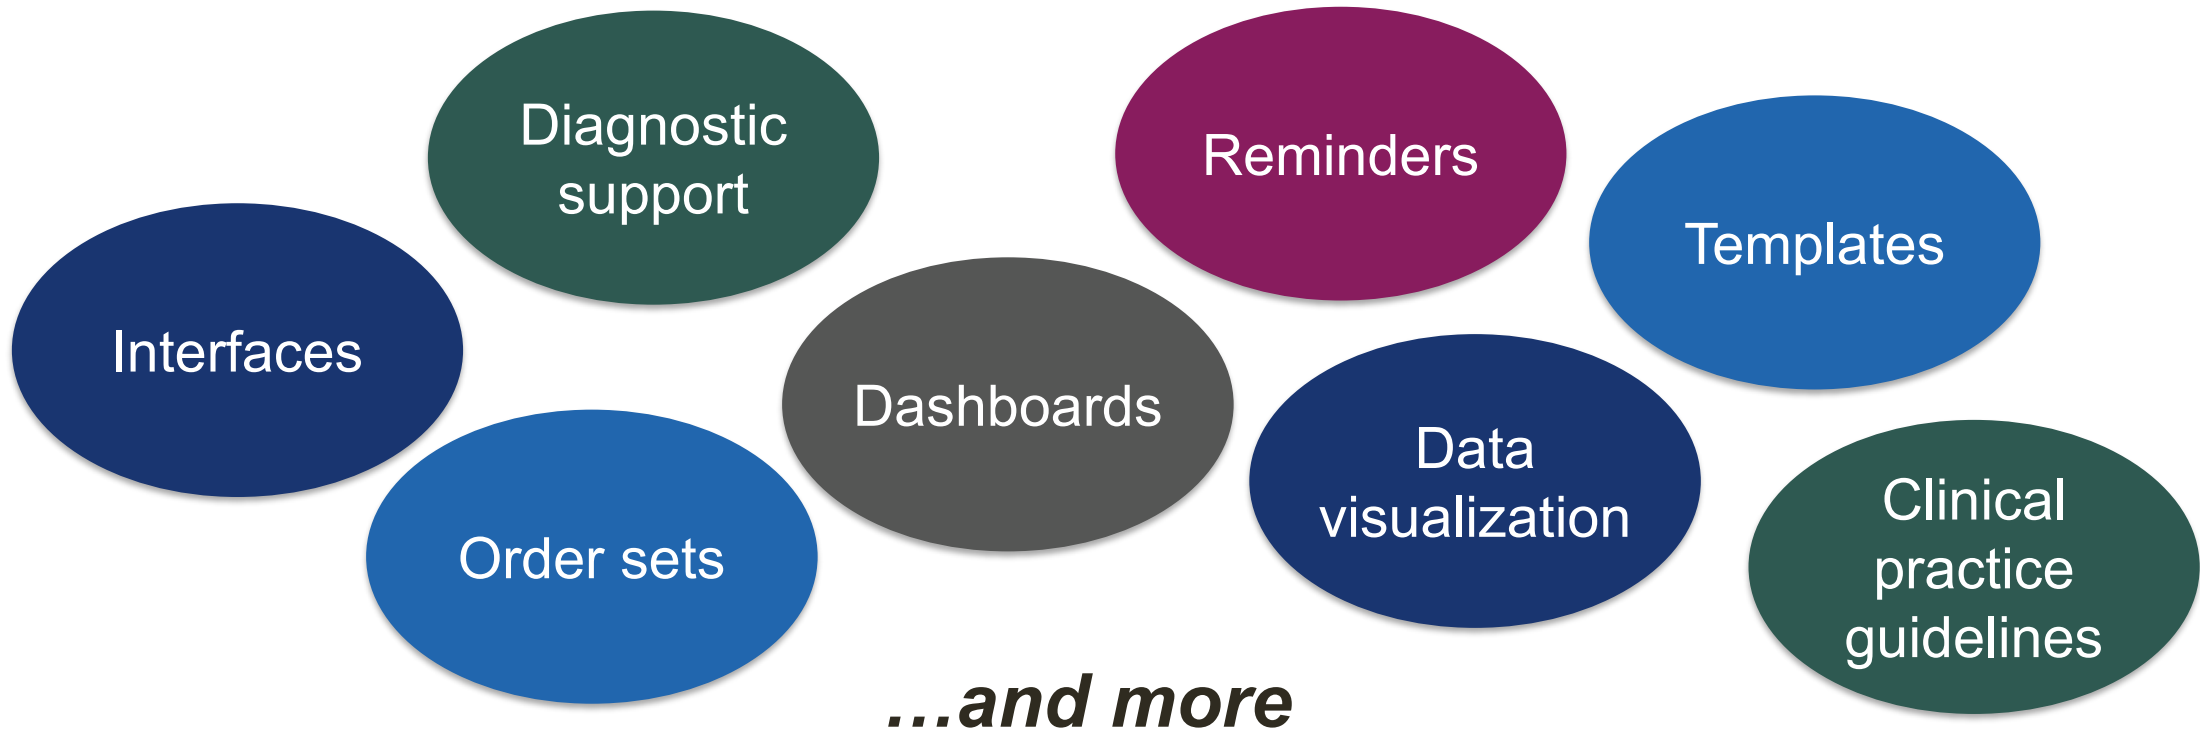 Diagnostic
support
Reminders
Templates
Interfaces
Dashboards
Data
visualization
Order sets
Clinical
practice
guidelines
...and more